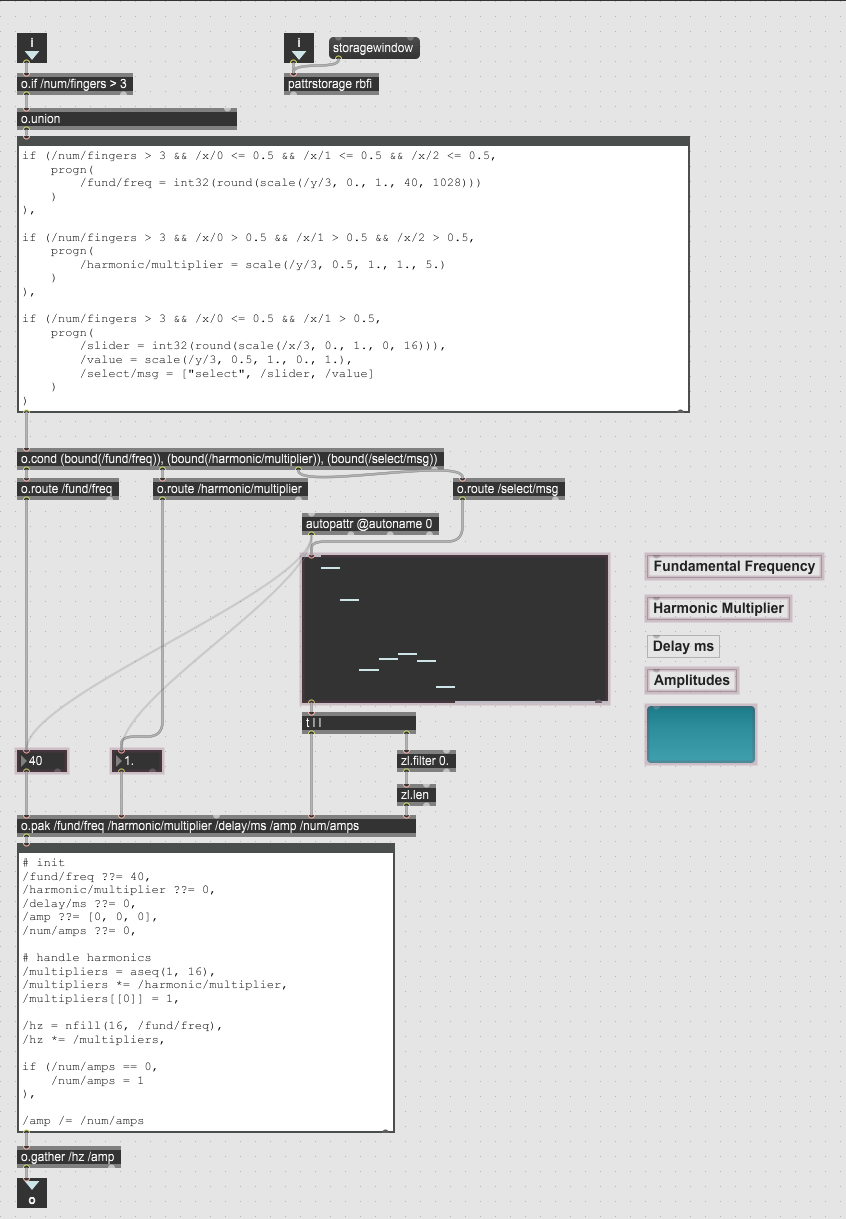 i
i
storagewindow
o.if /num/fingers > 3
pattrstorage rbfi
o.union
if (/num/fingers > 3 && /x/0 <= 0.5 && /x/1 <= 0.5 && /x/2 <= 0.5,
    progn(
        /fund/freq = int32(round(scale(/y/3, 0., 1., 40, 1028)))
    )
),

if (/num/fingers > 3 && /x/0 > 0.5 && /x/1 > 0.5 && /x/2 > 0.5,
    progn(
        /harmonic/multiplier = scale(/y/3, 0.5, 1., 1., 5.)
    )
),

if (/num/fingers > 3 && /x/0 <= 0.5 && /x/1 > 0.5,
    progn(
        /slider = int32(round(scale(/x/3, 0., 1., 0, 16))),
        /value = scale(/y/3, 0.5, 1., 0., 1.),
        /select/msg = ["select", /slider, /value]
    )
)
o.cond (bound(/fund/freq)), (bound(/harmonic/multiplier)), (bound(/select/msg))
o.route /fund/freq
o.route /harmonic/multiplier
o.route /select/msg
autopattr @autoname 0
Fundamental Frequency
Harmonic Multiplier
Delay ms
Amplitudes
t l l
40
1.
zl.filter 0.
zl.len
o.pak /fund/freq /harmonic/multiplier /delay/ms /amp /num/amps
# init
/fund/freq ??= 40,
/harmonic/multiplier ??= 0,
/delay/ms ??= 0,
/amp ??= [0, 0, 0],
/num/amps ??= 0,

# handle harmonics
/multipliers = aseq(1, 16),
/multipliers *= /harmonic/multiplier,
/multipliers[[0]] = 1,

/hz = nfill(16, /fund/freq),
/hz *= /multipliers,

if (/num/amps == 0,
    /num/amps = 1
),

/amp /= /num/amps
o.gather /hz /amp
o